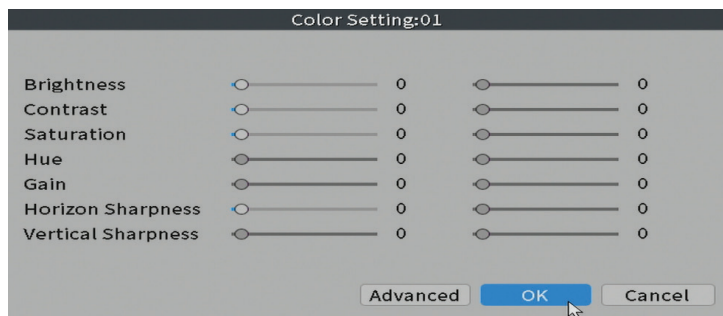 Color Setting:01
Brightness 0 0
Contrast 0 0
Saturation 0 0
Hue 0 0
Gain 0 0
Horizon Sharpness 0 0
Vertical Sharpness 0 0
Advanced OK Cancel